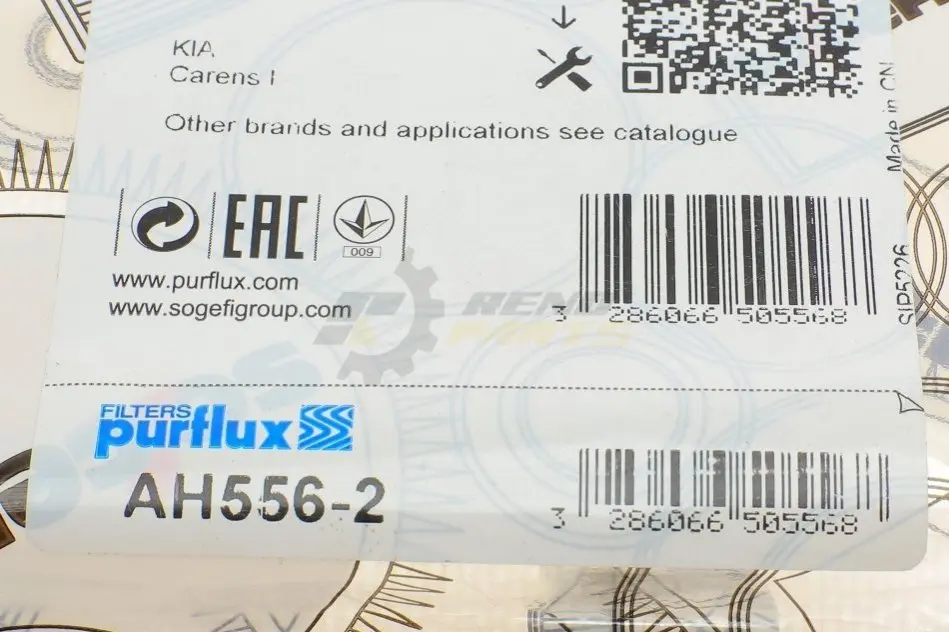 KIA
Carens I
Made in CN
Other brands and applications see catalogue
EAC
009
www.purflux.com
www.sogefigroup.com
3 286066 505568
SIP5226
FILTERS
purflux
AH556-2
3 286066 505568